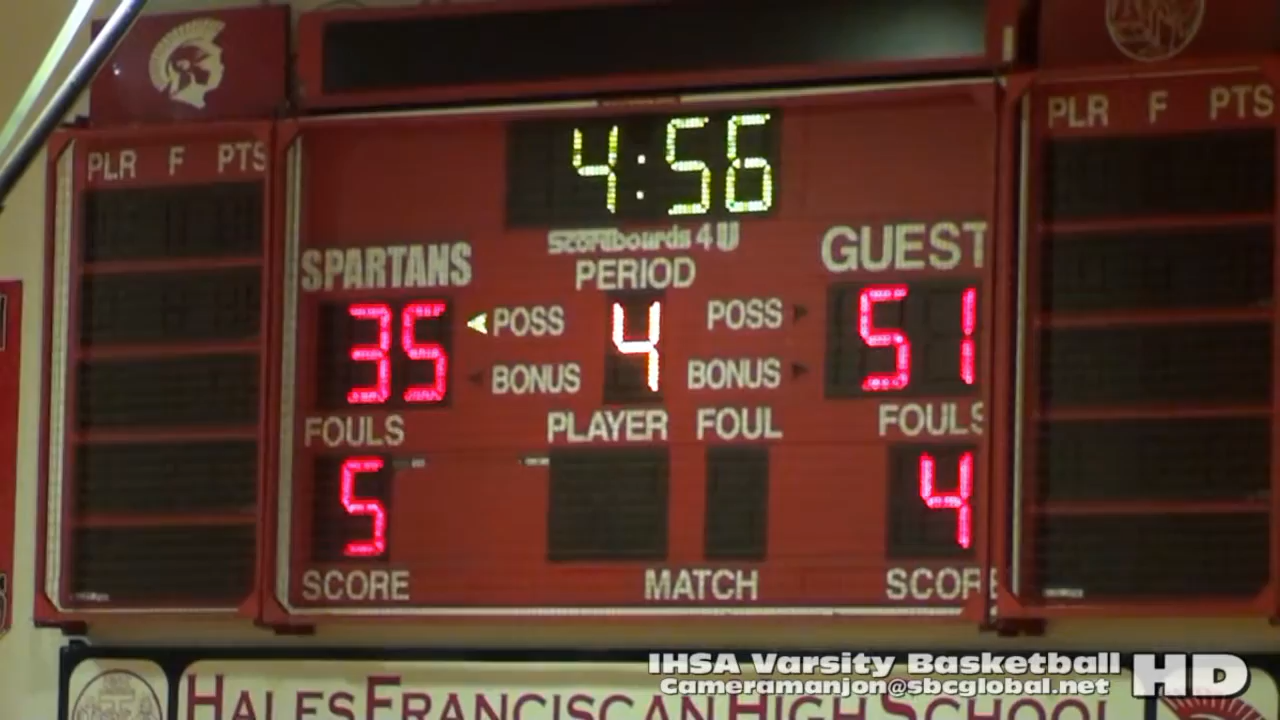 PLR F PTS
4:56
PLR F PTS
Scoreboards 4 U
SPARTANS
PERIOD
GUEST
35
POSS
4
POSS
51
BONUS
BONUS
FOULS
PLAYER FOUL
FOULS
5
4
SCORE
MATCH
SCORE
IHSA Varsity Basketball HD
Cameramanjon@sbcglobal.net
HALES FRANCISCAN HIGH SCHOOL